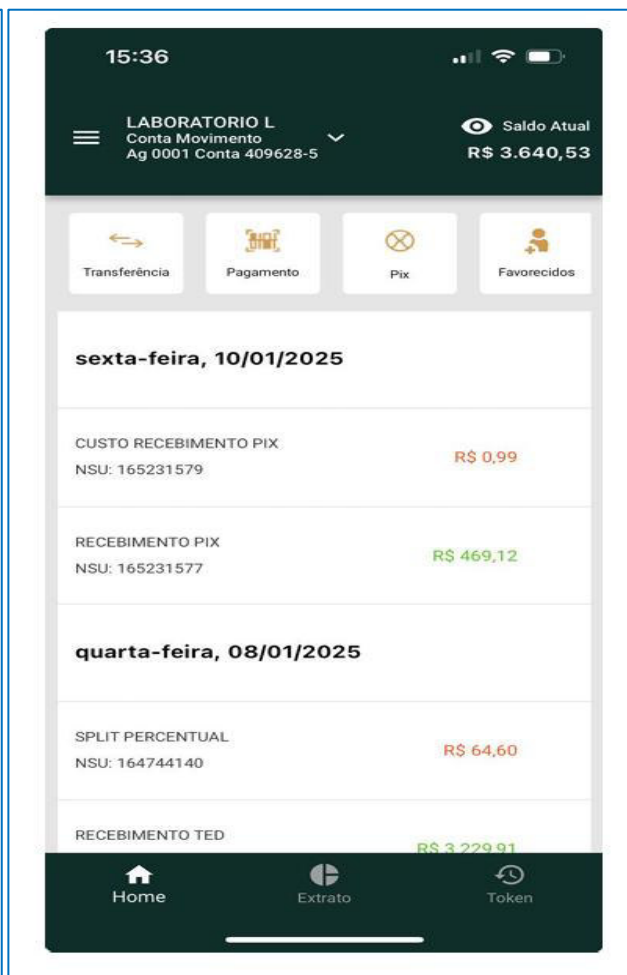 15:36
LABORATORIO L
Conta Movimento
Ag 0001 Conta 409628-5
Saldo Atual
R$ 3.640,53
Transferência
Pagamento
Pix
Favorecidos
sexta-feira, 10/01/2025
CUSTO RECEBIMENTO PIX
R$ 0,99
NSU: 165231579
RECEBIMENTO PIX
R$ 469,12
NSU: 165231577
quarta-feira, 08/01/2025
SPLIT PERCENTUAL
R$ 64,60
NSU: 164744140
RECEBIMENTO TED
R$ 3.229,91
Home
Extrato
Token